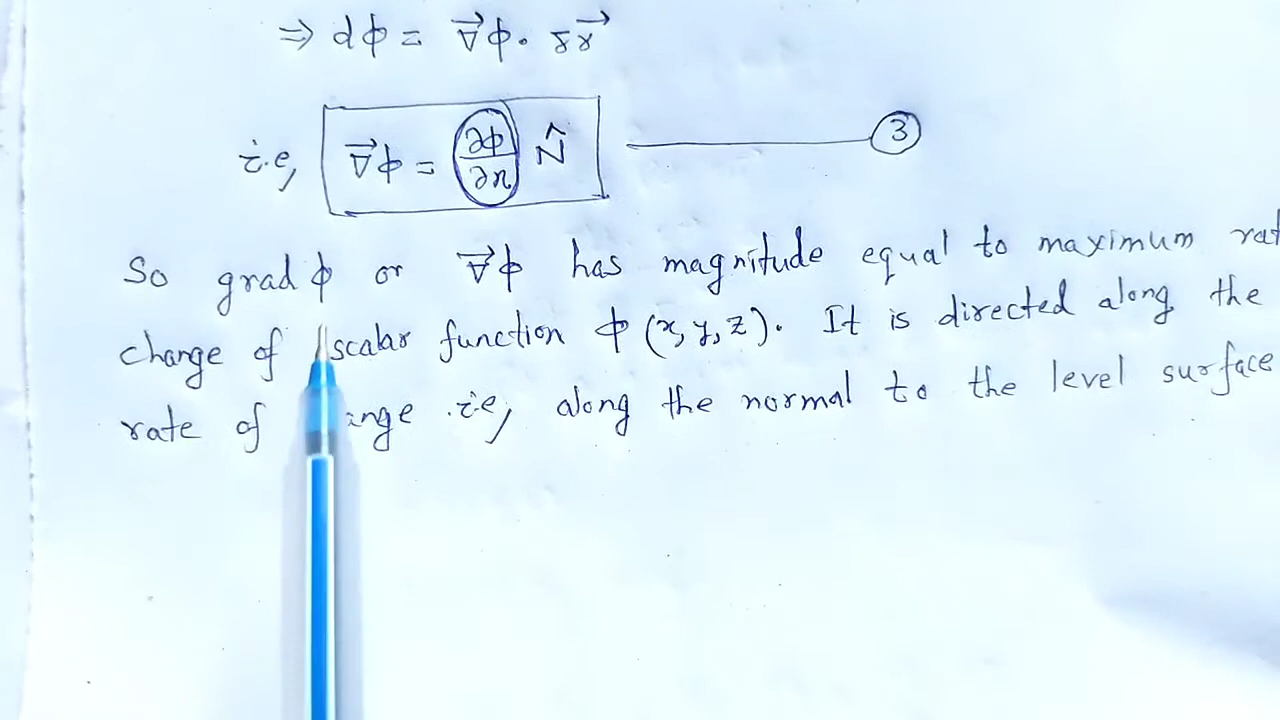 ⇒ dφ = ∇⃗φ. δr⃗
i.e, ∇⃗φ = ∂φ/∂n N̂ 3
So grad φ or ∇⃗φ has magnitude equal to maximum
change of scalar function φ (x, y, z). It is directed along the
rate of i.e, along the normal to the level surface